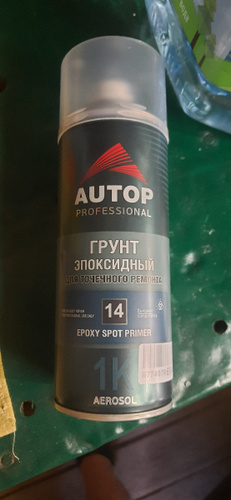 AUTOP
PROFESSIONAL
ГРУНТ
ЭПОКСИДНЫЙ
ДЛЯ ТОЧЕЧНОГО РЕМОНТА
14
EPOXY SPOT PRIMER
1K
AEROSOL